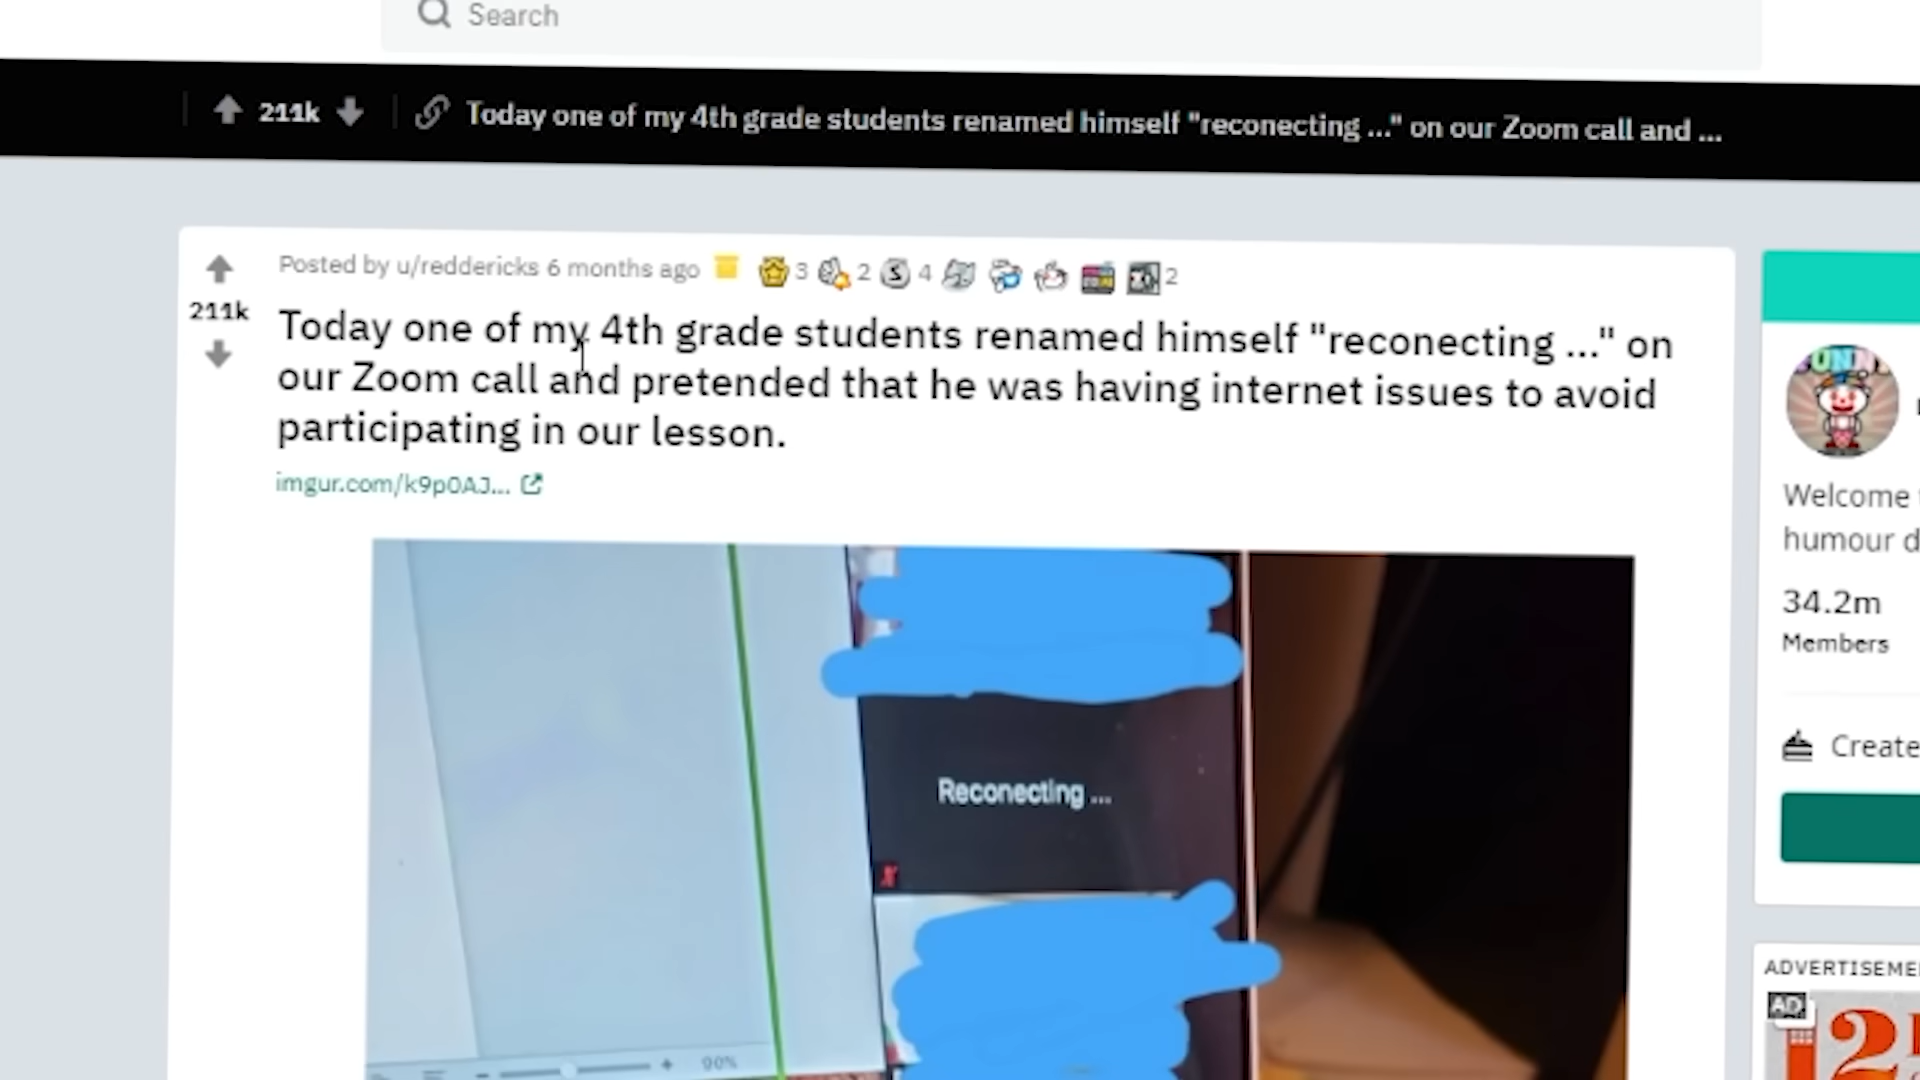 Search
211k
Today one of my 4th grade students renamed himself "reconecting ..." on our Zoom call and ...
Posted by u/reddericks 6 months ago 3 2 4 2
211k
Today one of my 4th grade students renamed himself "reconecting ..." on
our Zoom call and pretended that he was having internet issues to avoid
participating in our lesson.
imgur.com/k9p0AJ...
Reconecting ...
90%
Welcome
humour d
34.2m
Members
Create
ADVERTISEME
AD
2